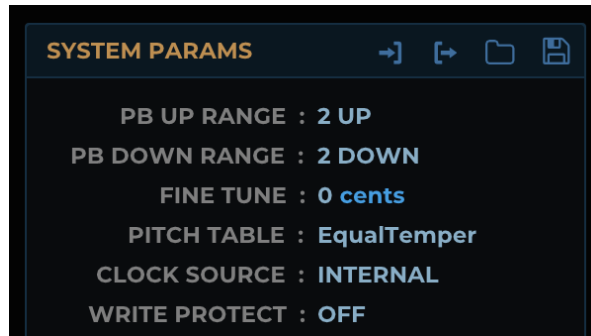 SYSTEM PARAMS
PB UP RANGE : 2 UP
PB DOWN RANGE : 2 DOWN
FINE TUNE : 0 cents
PITCH TABLE : EqualTemper
CLOCK SOURCE : INTERNAL
WRITE PROTECT : OFF